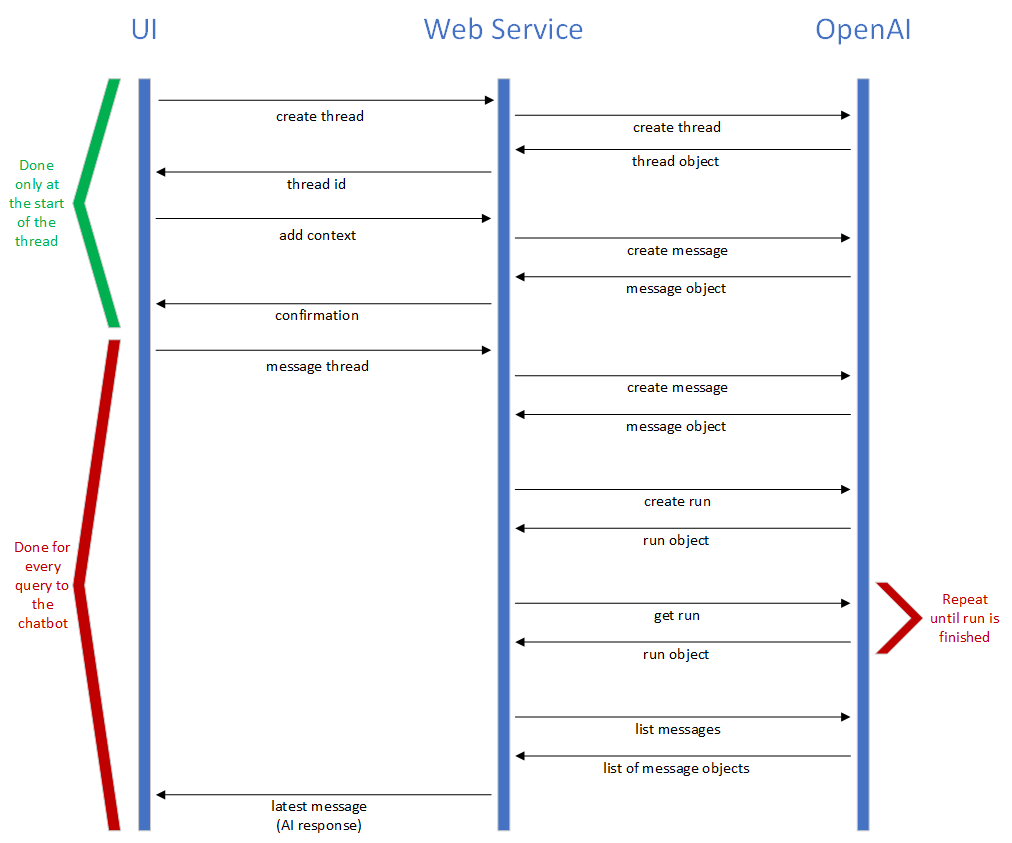 UI
Web Service
OpenAI
create thread
create thread
thread object
Done
only at
the start
of the
thread
thread id
add context
create message
message object
confirmation
message thread
create message
message object
create run
run object
Done for
every
query to
the
chatbot
get run
Repeat
until run is
finished
run object
list messages
list of message objects
latest message
(AI response)